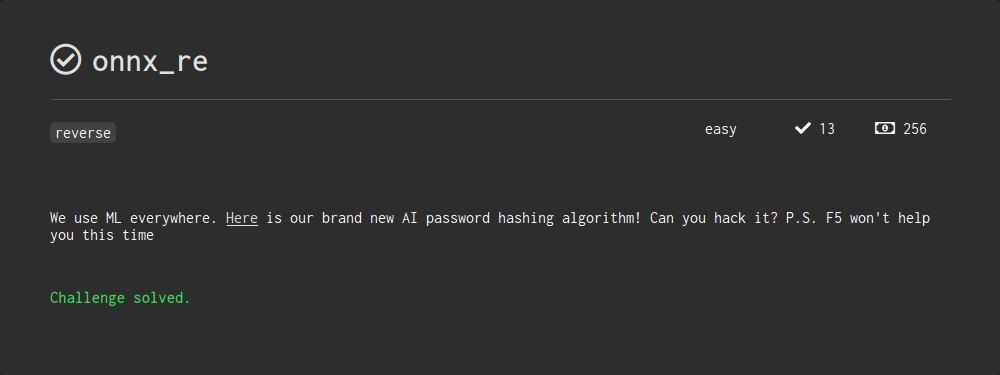 onnx_re
reverse
easy
13
256
We use ML everywhere. Here is our brand new AI password hashing algorithm! Can you hack it? P.S. F5 won't help
you this time
Challenge solved.